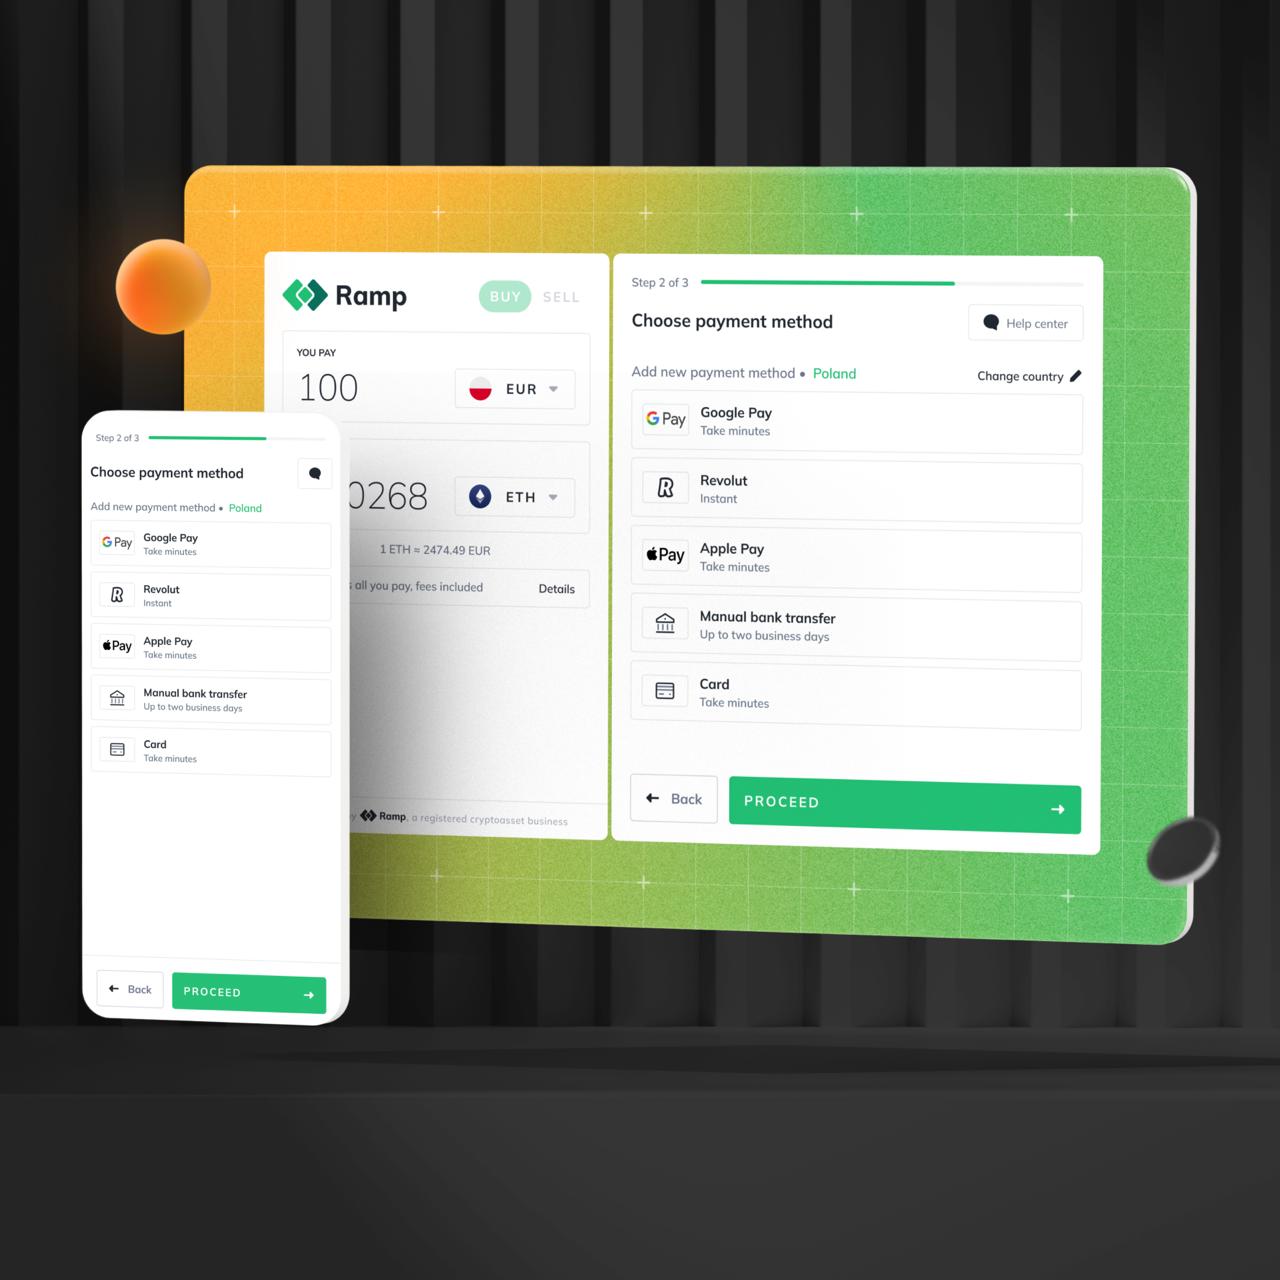 Ramp
BUY SELL
YOU PAY
100
EUR
0268
ETH
1 ETH ≈ 2474.49 EUR
all you pay, fees included
Details
Ramp, a registered cryptoasset business
Step 2 of 3
Choose payment method
Help center
Add new payment method • Poland
Change country
G Pay
Google Pay
Take minutes
R
Revolut
Instant
Pay
Apple Pay
Take minutes
Manual bank transfer
Up to two business days
Card
Take minutes
Back
PROCEED
Step 2 of 3
Choose payment method
Add new payment method • Poland
G Pay
Google Pay
Take minutes
R
Revolut
Instant
Pay
Apple Pay
Take minutes
Manual bank transfer
Up to two business days
Card
Take minutes
Back
PROCEED